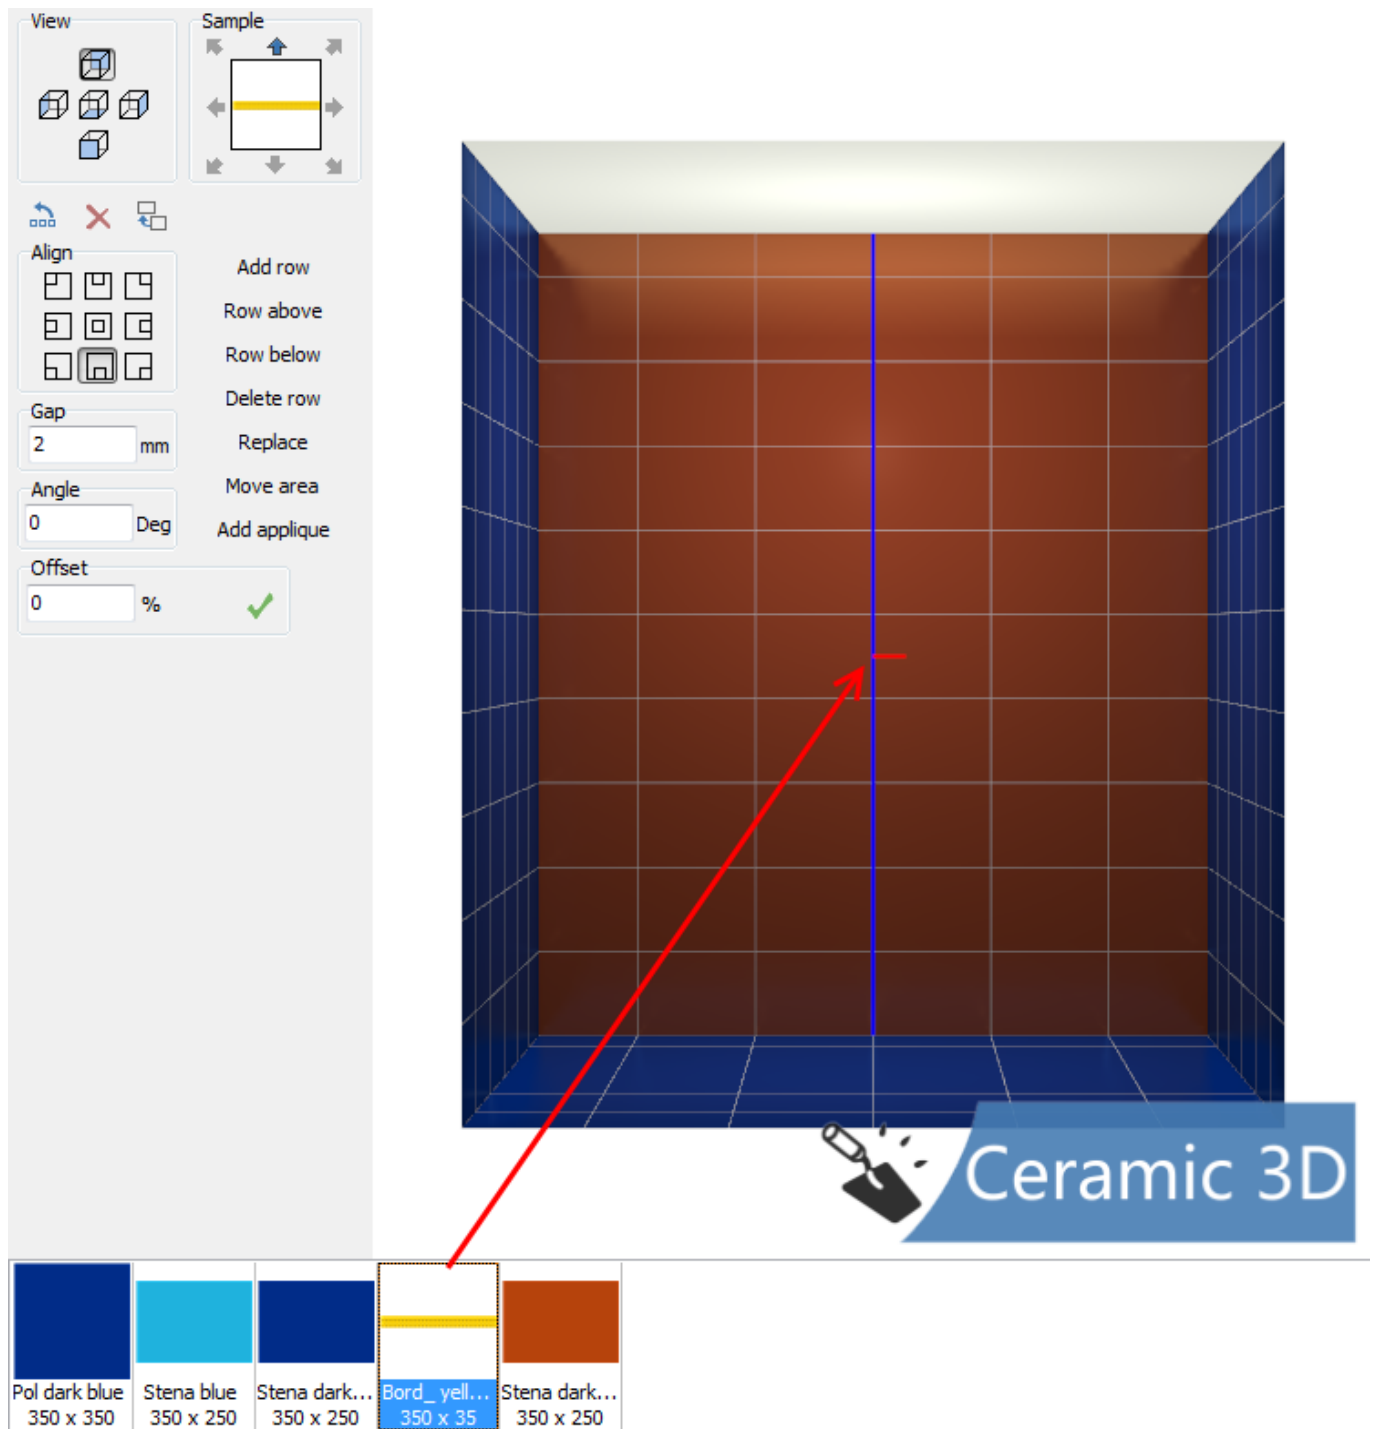 View
Sample
Align
Add row
Row above
Row below
Delete row
Replace
Move area
Add applique
Gap
2 mm
Angle
0 Deg
Offset
0 %
Ceramic 3D
Pol dark blue
350 x 350
Stena blue
350 x 250
Stena dark...
350 x 250
Bord_ yell...
350 x 35
Stena dark...
350 x 250